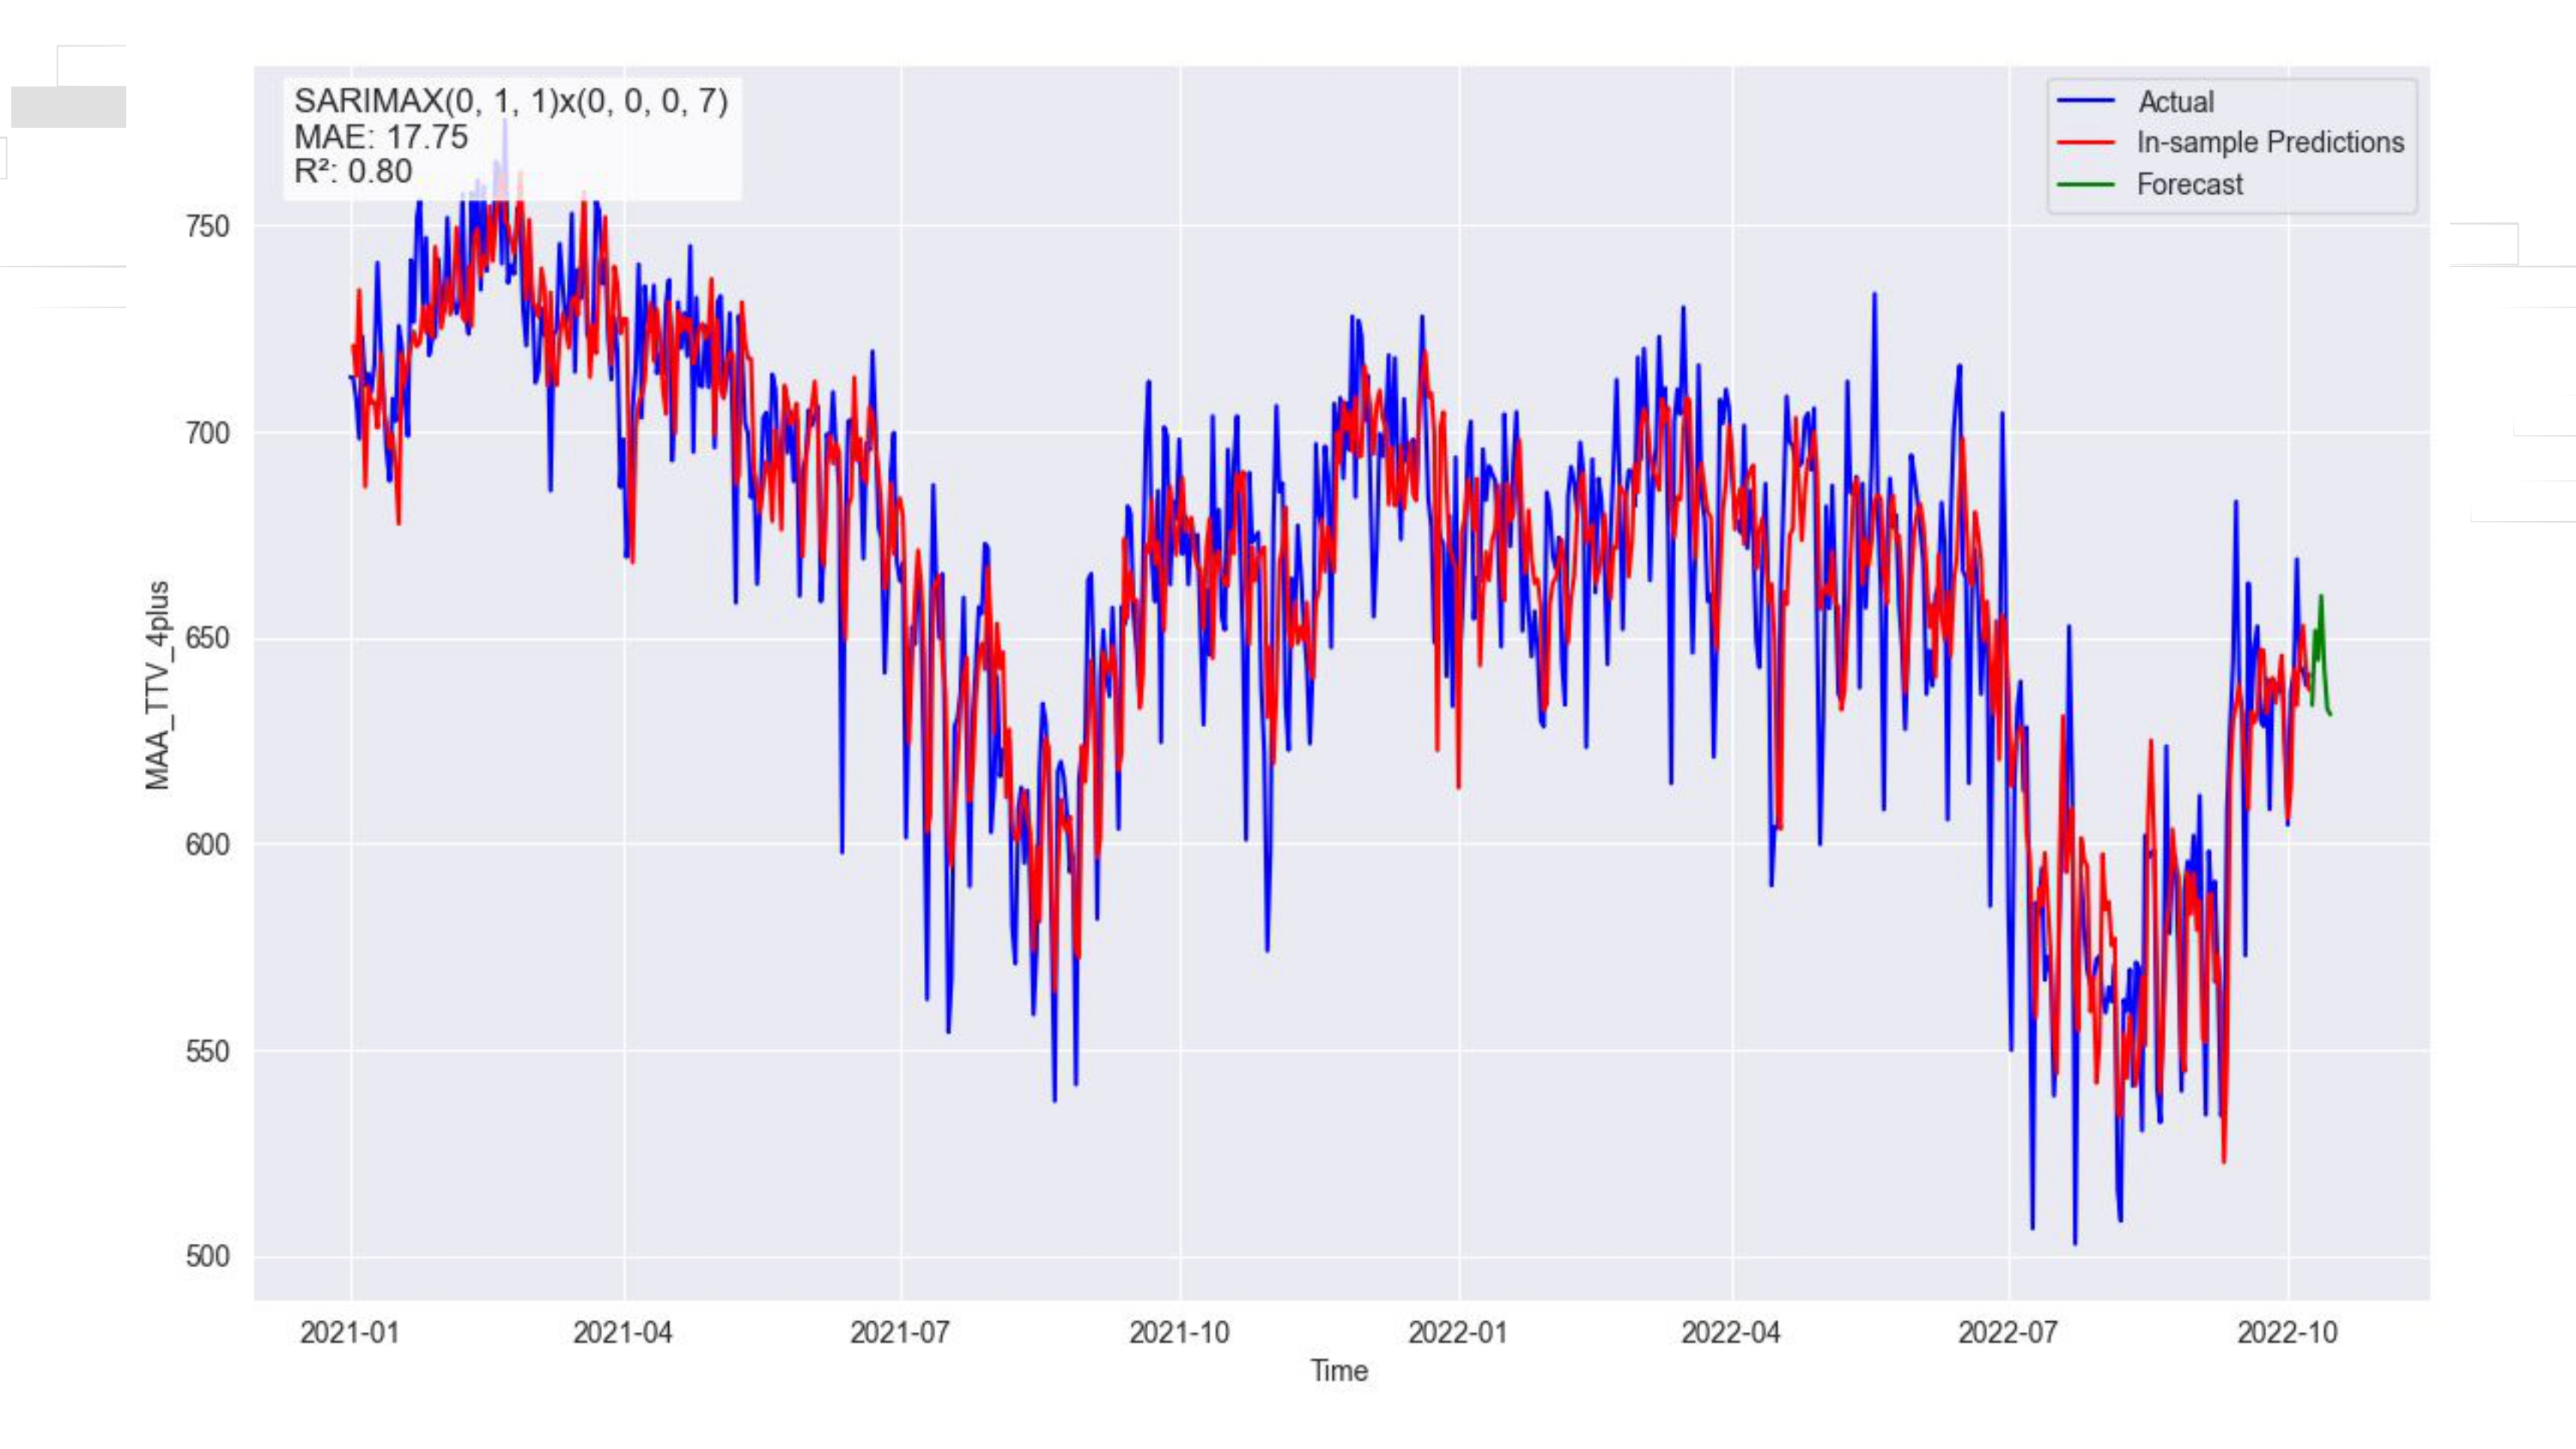 SARIMAX(0, 1, 1)x(0, 0, 0, 7)
MAE: 17.75
R²: 0.80
Actual
In-sample Predictions
Forecast
750
700
650
600
550
500
MAA_TTV_4plus
2021-01
2021-04
2021-07
2021-10
2022-01
2022-04
2022-07
2022-10
Time